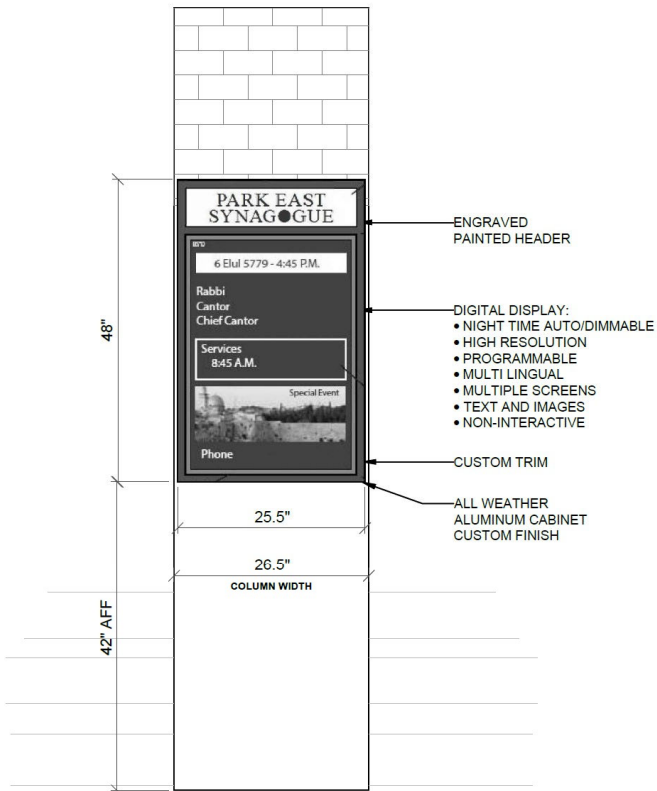 PARK EAST
SYNAGOGUE
6 Elul 5779 - 4:45 P.M.
Rabbi
Cantor
Chief Cantor
Services
8:45 A.M.
Special Event
Phone
ENGRAVED
PAINTED HEADER
DIGITAL DISPLAY:
• NIGHT TIME AUTO/DIMMABLE
• HIGH RESOLUTION
• PROGRAMMABLE
• MULTI LINGUAL
• MULTIPLE SCREENS
• TEXT AND IMAGES
• NON-INTERACTIVE
CUSTOM TRIM
ALL WEATHER
ALUMINUM CABINET
CUSTOM FINISH
48"
25.5"
26.5"
COLUMN WIDTH
42" AFF